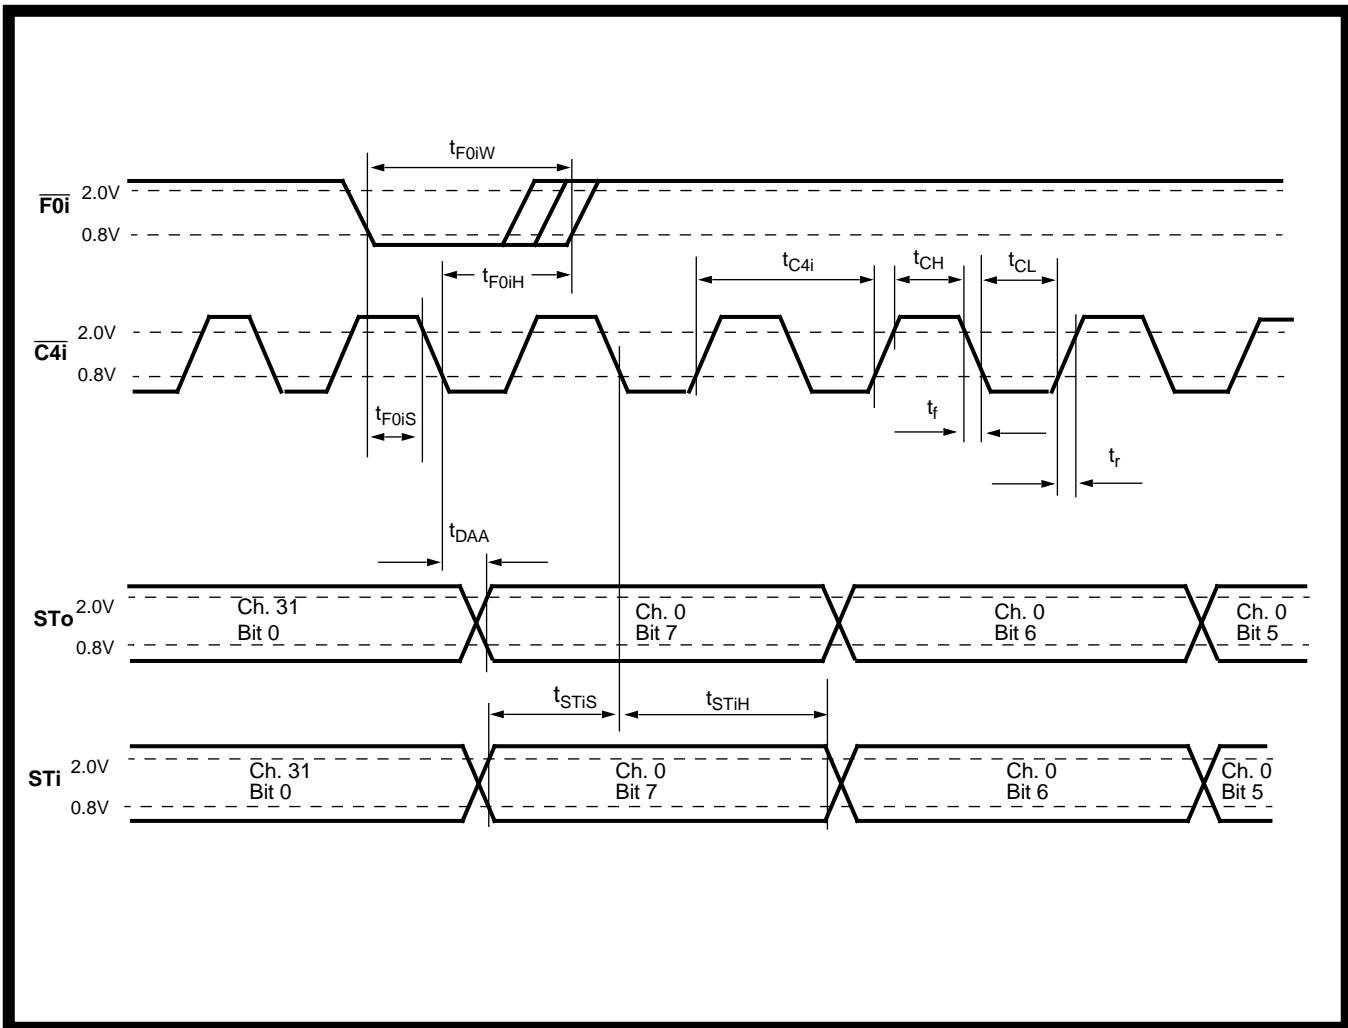 tF0iW
F0i
2.0V
0.8V
tF0iH
tC4i
tCH
tCL
C4i
2.0V
0.8V
tF0iS
tf
tr
tDAA
STo
2.0V
0.8V
Ch. 31
Bit 0
Ch. 0
Bit 7
Ch. 0
Bit 6
Ch. 0
Bit 5
tSTiS
tSTiH
STi
2.0V
0.8V
Ch. 31
Bit 0
Ch. 0
Bit 7
Ch. 0
Bit 6
Ch. 0
Bit 5